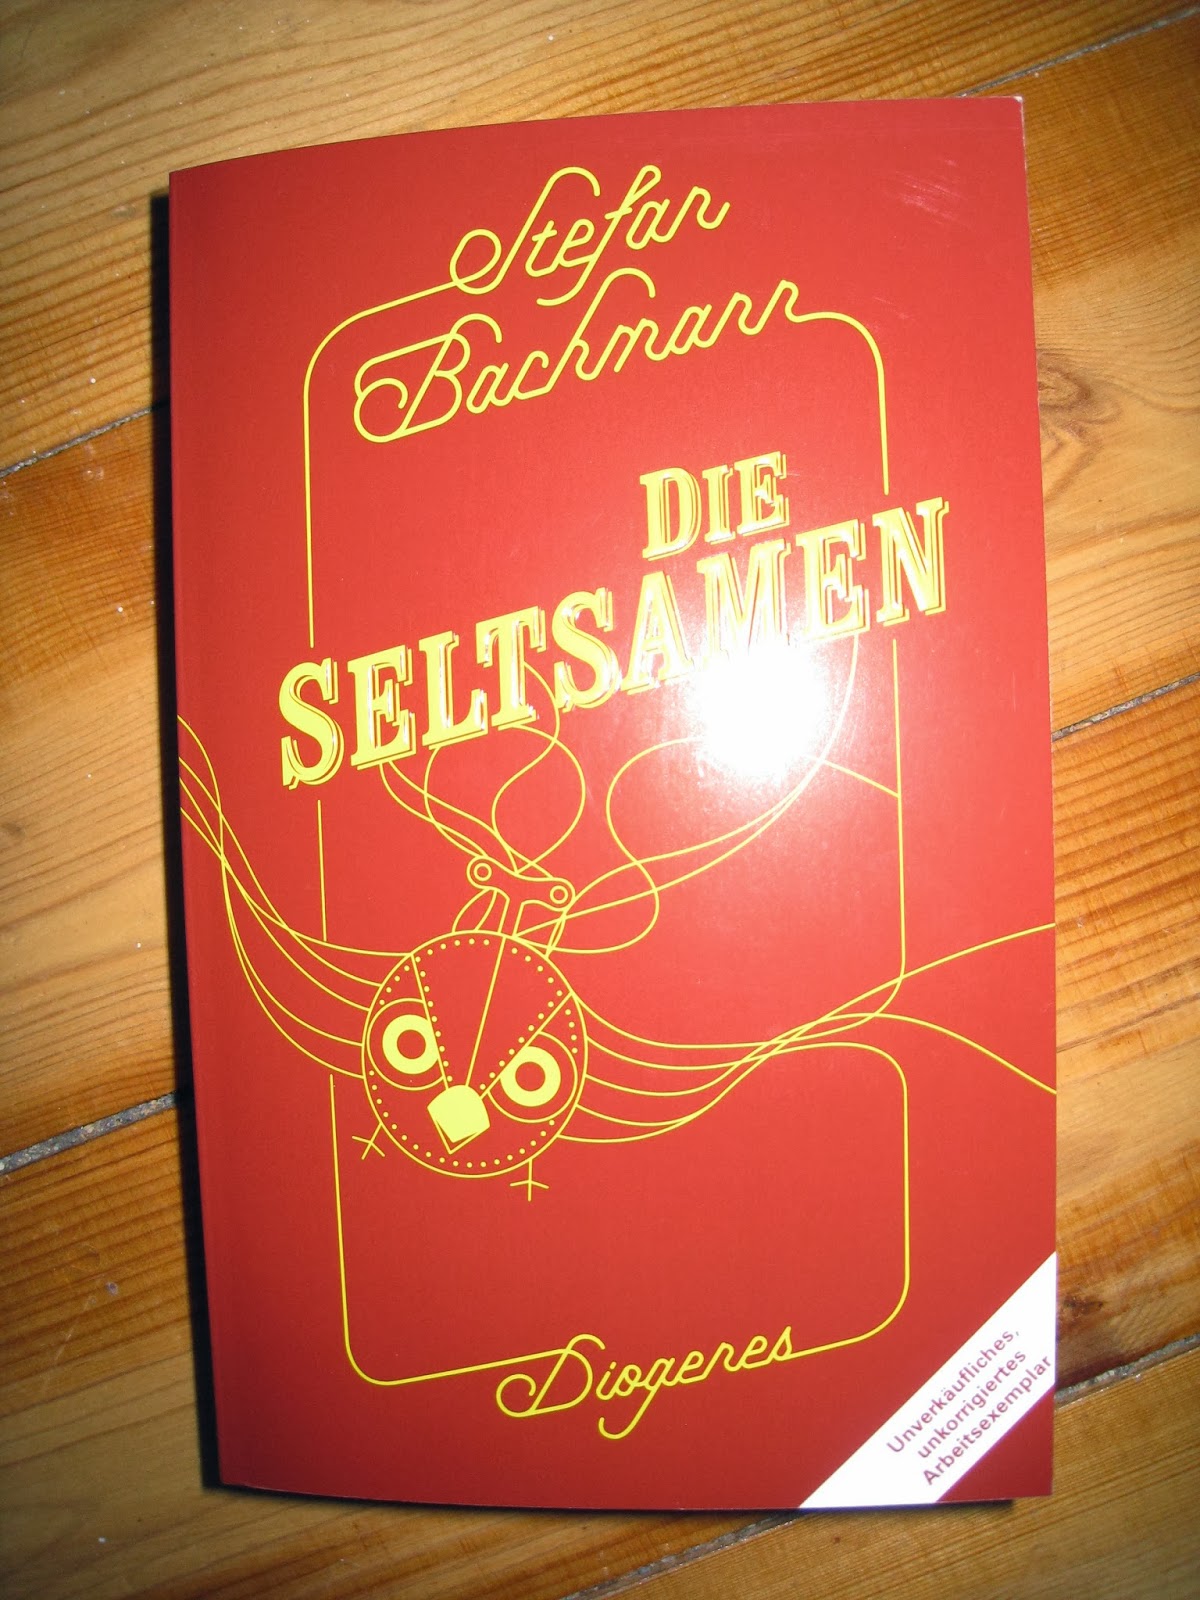 Stefan
Bachmann
DIE
SELTSAMEN
Diogenes
Unverkäufliches,
unkorrigiertes
Arbeitsexemplar